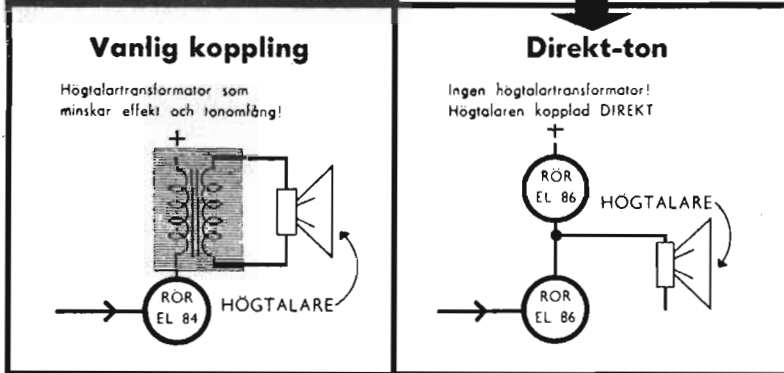 Vanlig koppling
Högtalartransformator som
minskar effekt och tonomfång!
+
RÖR
EL 84
HÖGTALARE
Direkt-ton
Ingen högtalartransformator!
Högtalaren kopplad DIREKT
+
RÖR
EL 86
HÖGTALARE
RÖR
EL 86